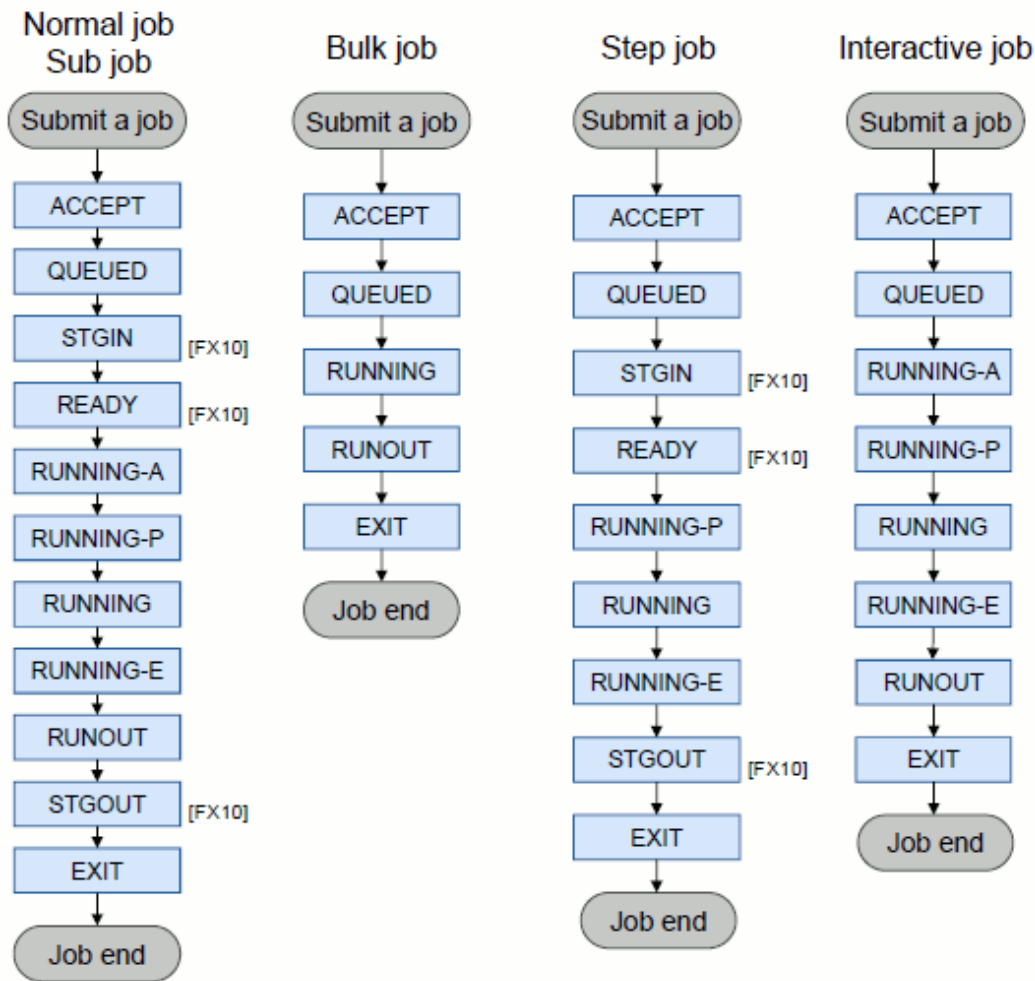 Normal job
Sub job
Submit a job
ACCEPT
QUEUED
STGIN
[FX10]
READY
[FX10]
RUNNING-A
RUNNING-P
RUNNING
RUNNING-E
RUNOUT
STGOUT
[FX10]
EXIT
Job end
Bulk job
Submit a job
ACCEPT
QUEUED
RUNNING
RUNOUT
EXIT
Job end
Step job
Submit a job
ACCEPT
QUEUED
STGIN
[FX10]
READY
[FX10]
RUNNING-P
RUNNING
RUNNING-E
STGOUT
[FX10]
EXIT
Job end
Interactive job
Submit a job
ACCEPT
QUEUED
RUNNING-A
RUNNING-P
RUNNING
RUNNING-E
RUNOUT
EXIT
Job end